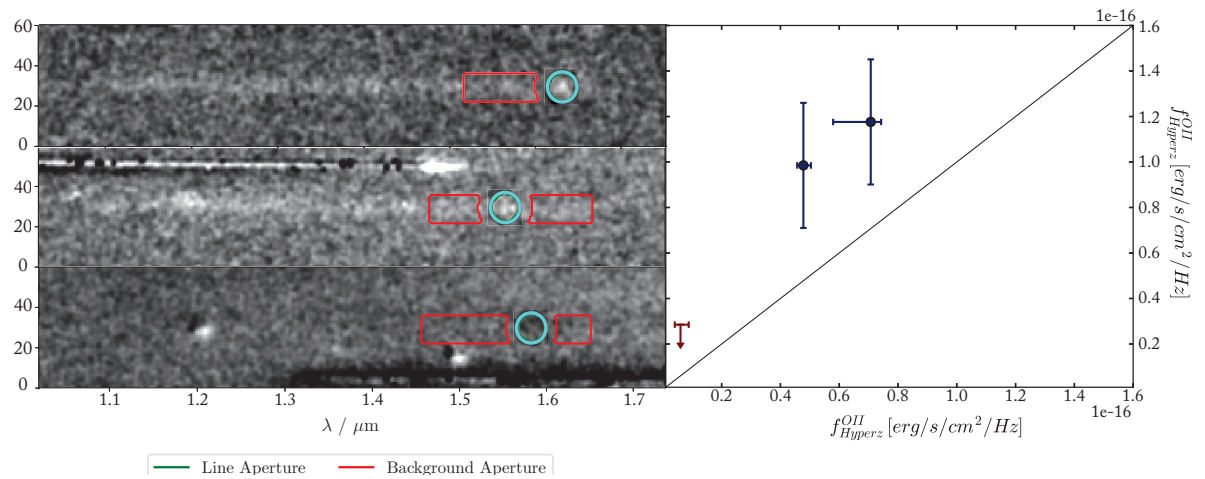 60
40
20
0
40
20
0
40
20
0
1.1 1.2 1.3 1.4 1.5 1.6 1.7
λ / μm
Line Aperture Background Aperture
1e-16
1.6
1.4
1.2
1.0
0.8
0.6
0.4
0.2
f^{OII}_{Hyperz} [erg/s/cm^2/Hz]
0.2 0.4 0.6 0.8 1.0 1.2 1.4 1.6
1e-16
f^{OII}_{Hyperz} [erg/s/cm^2/Hz]